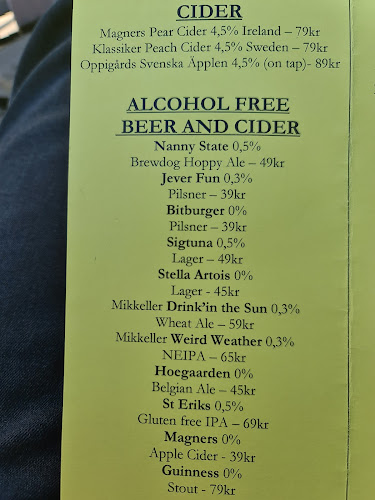 CIDER
Magners Pear Cider 4,5% Ireland – 79kr
Klassiker Peach Cider 4,5% Sweden – 79kr
Oppigårds Svenska Äpplen 4,5% (on tap)- 89kr
ALCOHOL FREE
BEER AND CIDER
Nanny State 0,5%
Brewdog Hoppy Ale – 49kr
Jever Fun 0,3%
Pilsner – 39kr
Bitburger 0%
Pilsner – 39kr
Sigtuna 0,5%
Lager – 49kr
Stella Artois 0%
Lager - 45kr
Mikkeller Drink'in the Sun 0,3%
Wheat Ale – 59kr
Mikkeller Weird Weather 0,3%
NEIPA – 65kr
Hoegaarden 0%
Belgian Ale – 45kr
St Eriks 0,5%
Gluten free IPA – 69kr
Magners 0%
Apple Cider - 39kr
Guinness 0%
Stout - 79kr